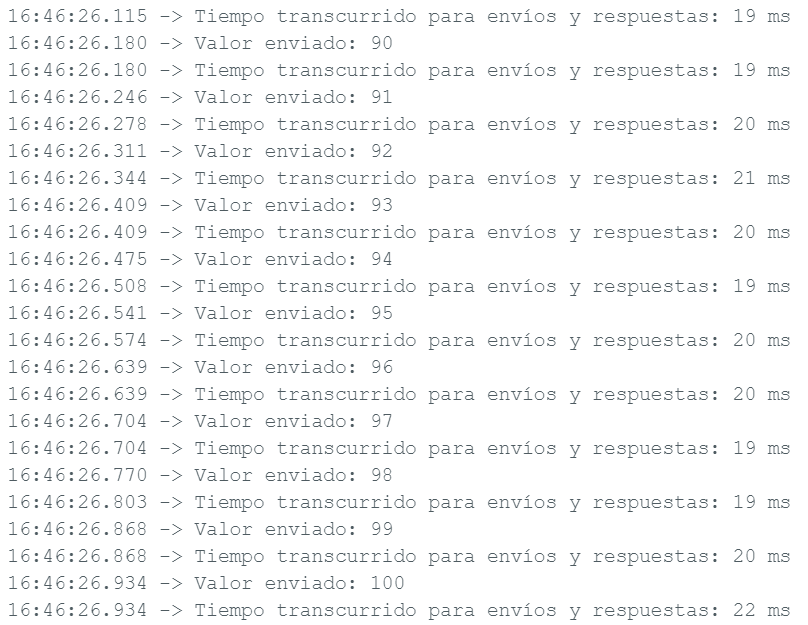 16:46:26.115 -> Tiempo transcurrido para envíos y respuestas: 19 ms
16:46:26.180 -> Valor enviado: 90
16:46:26.180 -> Tiempo transcurrido para envíos y respuestas: 19 ms
16:46:26.246 -> Valor enviado: 91
16:46:26.278 -> Tiempo transcurrido para envíos y respuestas: 20 ms
16:46:26.311 -> Valor enviado: 92
16:46:26.344 -> Tiempo transcurrido para envíos y respuestas: 21 ms
16:46:26.409 -> Valor enviado: 93
16:46:26.409 -> Tiempo transcurrido para envíos y respuestas: 20 ms
16:46:26.475 -> Valor enviado: 94
16:46:26.508 -> Tiempo transcurrido para envíos y respuestas: 19 ms
16:46:26.541 -> Valor enviado: 95
16:46:26.574 -> Tiempo transcurrido para envíos y respuestas: 20 ms
16:46:26.639 -> Valor enviado: 96
16:46:26.639 -> Tiempo transcurrido para envíos y respuestas: 20 ms
16:46:26.704 -> Valor enviado: 97
16:46:26.704 -> Tiempo transcurrido para envíos y respuestas: 19 ms
16:46:26.770 -> Valor enviado: 98
16:46:26.803 -> Tiempo transcurrido para envíos y respuestas: 19 ms
16:46:26.868 -> Valor enviado: 99
16:46:26.868 -> Tiempo transcurrido para envíos y respuestas: 20 ms
16:46:26.934 -> Valor enviado: 100
16:46:26.934 -> Tiempo transcurrido para envíos y respuestas: 22 ms